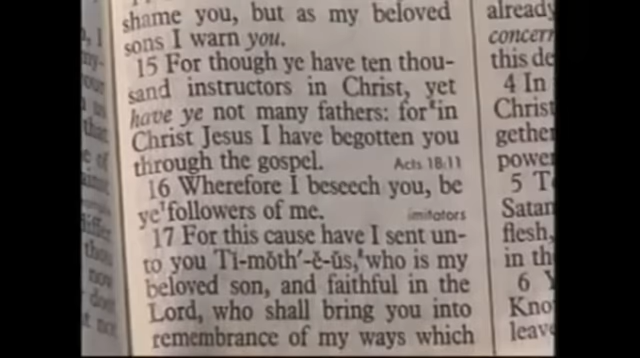 shame you, but as my beloved
sons I warn you.
15 For though ye have ten thou-
sand instructors in Christ, yet
have ye not many fathers: for in
Christ Jesus I have begotten you
through the gospel. Acts 18:11
16 Wherefore I beseech you, be
ye followers of me. imitators
17 For this cause have I sent un-
to you Tī-mŏth′-ĕ-ŭs, who is my
beloved son, and faithful in the
Lord, who shall bring you into
remembrance of my ways which
already
concern
this de
4 In
Christ
gether
power
5 T
Satan
flesh,
in th
6 Y
Kno
leave